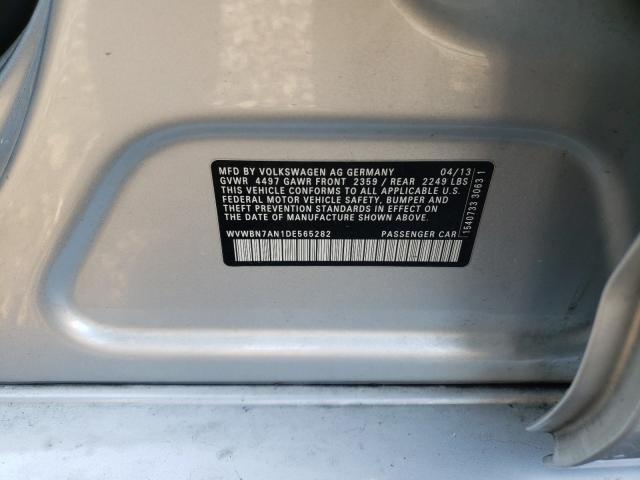 MFD BY VOLKSWAGEN AG GERMANY 04/13
GVWR 4497 GAWR FRONT 2359 / REAR 2249 LBS
THIS VEHICLE CONFORMS TO ALL APPLICABLE U.S.
FEDERAL MOTOR VEHICLE SAFETY, BUMPER AND
THEFT PREVENTION STANDARDS IN EFFECT ON
THE DATE OF MANUFACTURE SHOWN ABOVE.
WVWBN7AN1DE565282 PASSENGER CAR
1540733 3063 1